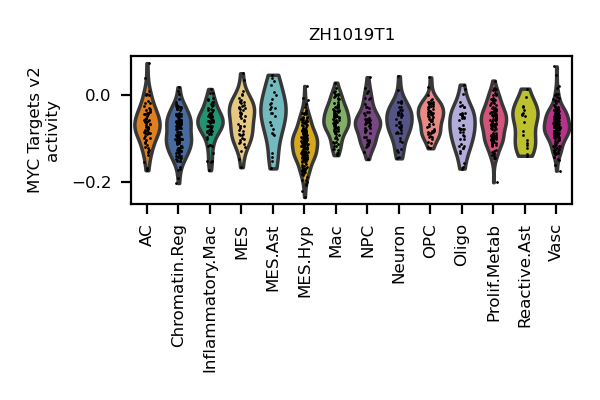 ZH1019T1
MYC Targets v2
activity
0.0
−0.2
AC
Chromatin.Reg
Inflammatory.Mac
MES
MES.Ast
MES.Hyp
Mac
NPC
Neuron
OPC
Oligo
Prolif.Metab
Reactive.Ast
Vasc